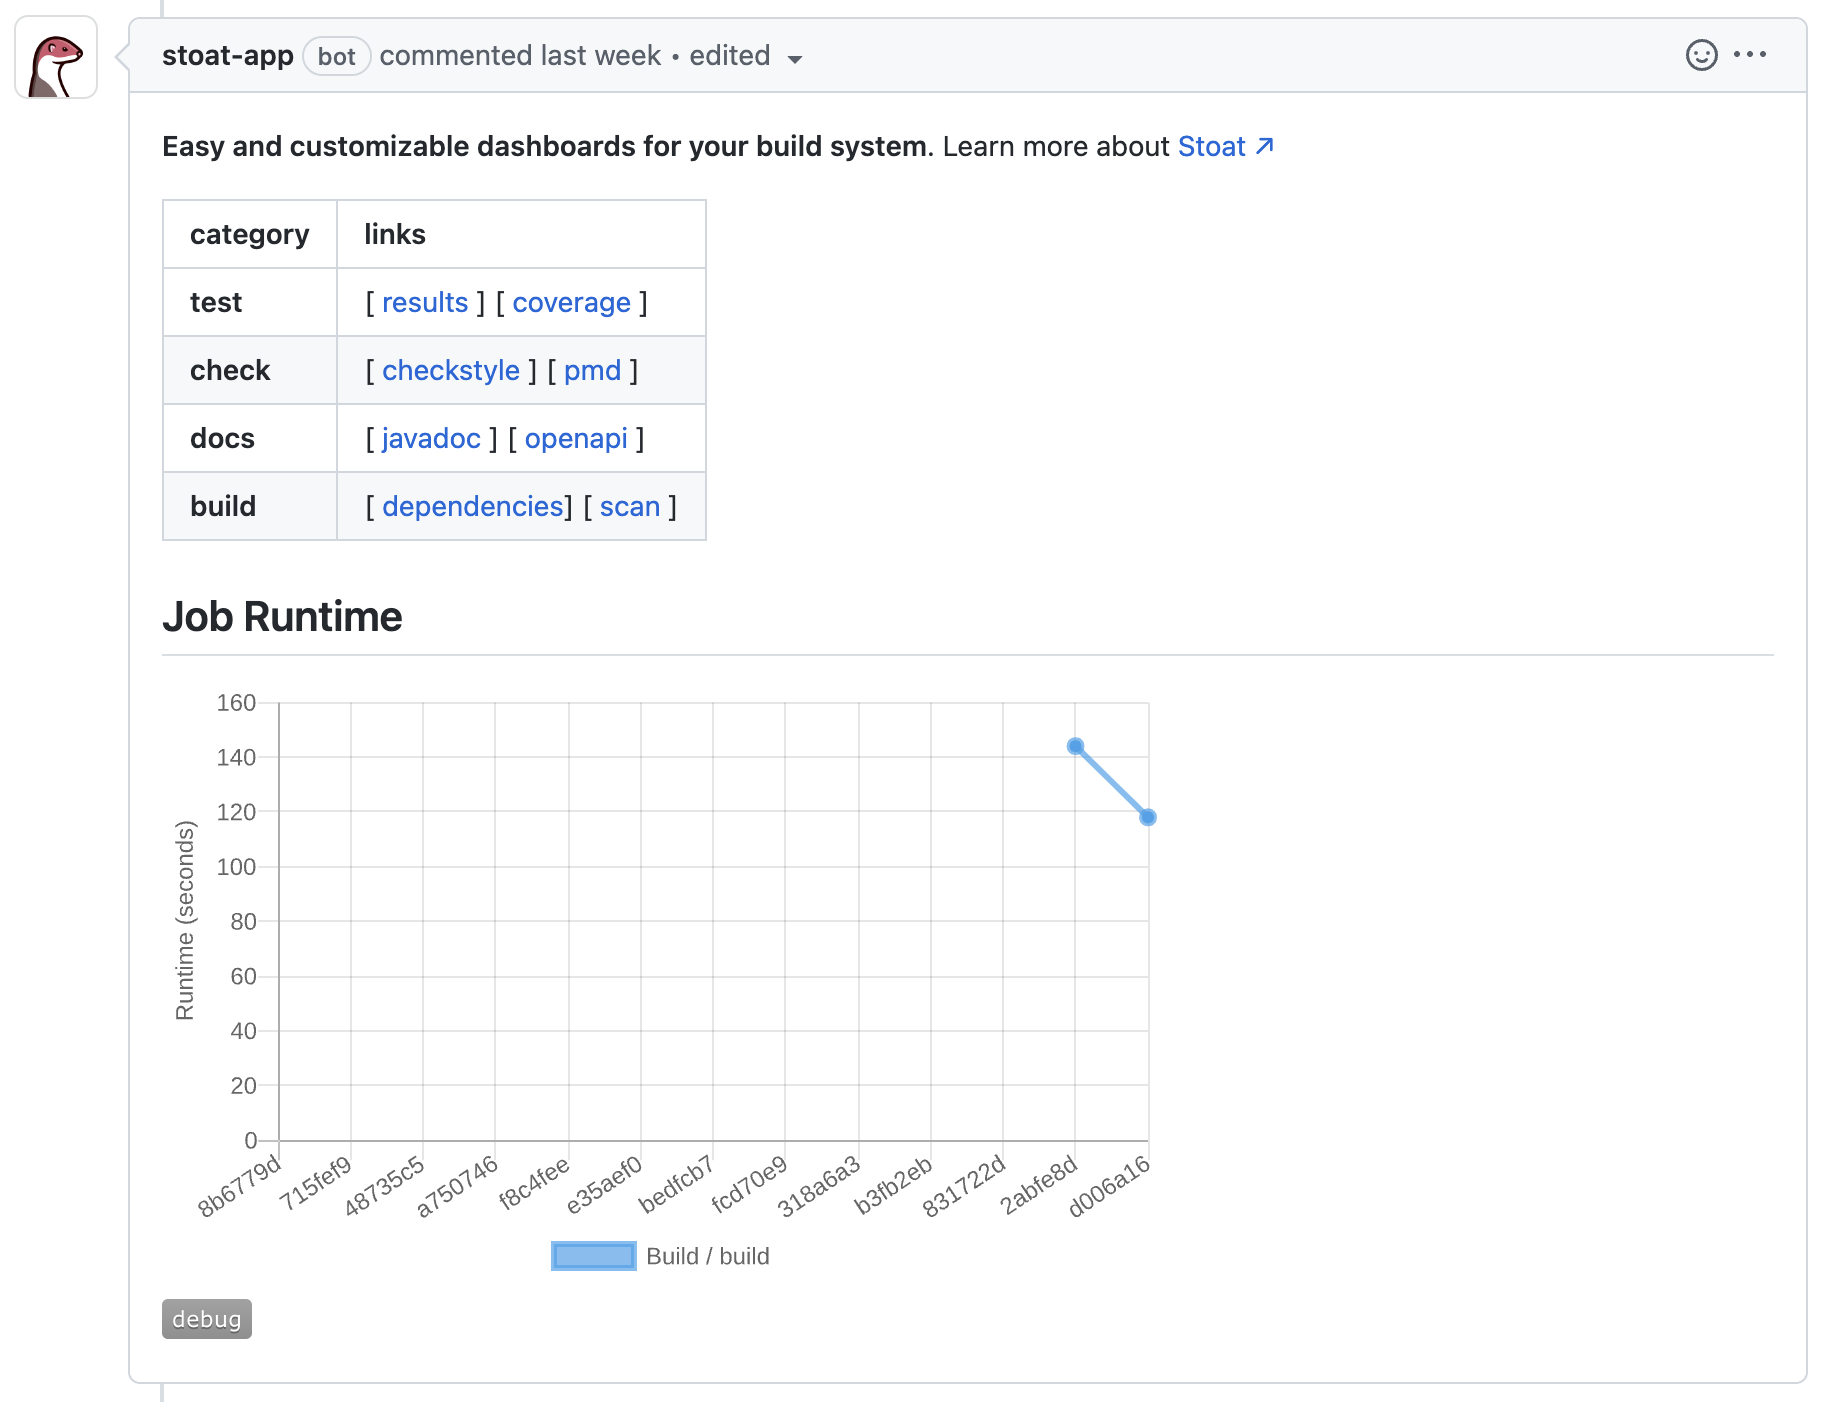 stoat-app bot commented last week • edited
Easy and customizable dashboards for your build system. Learn more about Stoat ↗
category links
test [ results ] [ coverage ]
check [ checkstyle ] [ pmd ]
docs [ javadoc ] [ openapi ]
build [ dependencies] [ scan ]
Job Runtime
160
140
120
100
80
60
40
20
0
Runtime (seconds)
8b6779d 715fef9 48735c5 a750746 f8c4fee e35aef0 bedfcb7 fcd70e9 318a6a3 b3fb2eb 831722d 2abfe8d d006a16
Build / build
debug